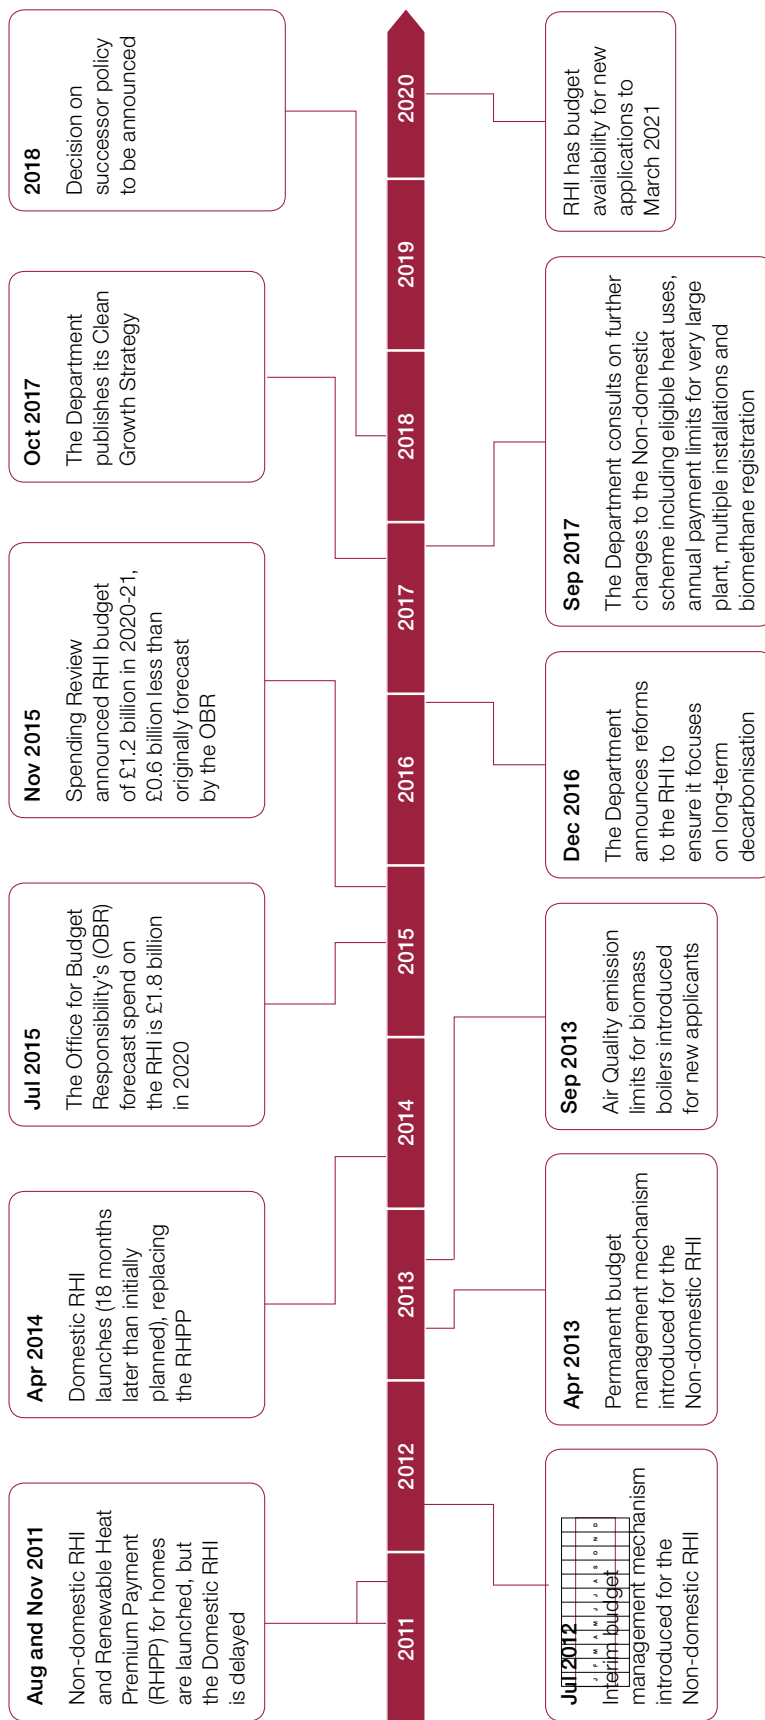 Aug and Nov 2011
Non-domestic RHI
and Renewable Heat
Premium Payment
(RHPP) for homes
are launched, but
the Domestic RHI
is delayed
Apr 2014
Domestic RHI
launches (18 months
later than initially
planned), replacing
the RHPP
Jul 2015
The Office for Budget
Responsibility's (OBR)
forecast spend on
the RHI is £1.8 billion
in 2020
Nov 2015
Spending Review
announced RHI budget
of £1.2 billion in 2020-21,
£0.6 billion less than
originally forecast
by the OBR
Oct 2017
The Department
publishes its Clean
Growth Strategy
2018
Decision on
successor policy
to be announced
2011
2012
2013
2014
2015
2016
2017
2018
2019
2020
Jul 2012
Interim budget
management mechanism
introduced for the
Non-domestic RHI
J F M A M J J A S O N D
Apr 2013
Permanent budget
management mechanism
introduced for the
Non-domestic RHI
Sep 2013
Air Quality emission
limits for biomass
boilers introduced
for new applicants
Dec 2016
The Department
announces reforms
to the RHI to
ensure it focuses
on long-term
decarbonisation
Sep 2017
The Department consults on further
changes to the Non-domestic
scheme including eligible heat uses,
annual payment limits for very large
plant, multiple installations and
biomethane registration
RHI has budget
availability for new
applications to
March 2021